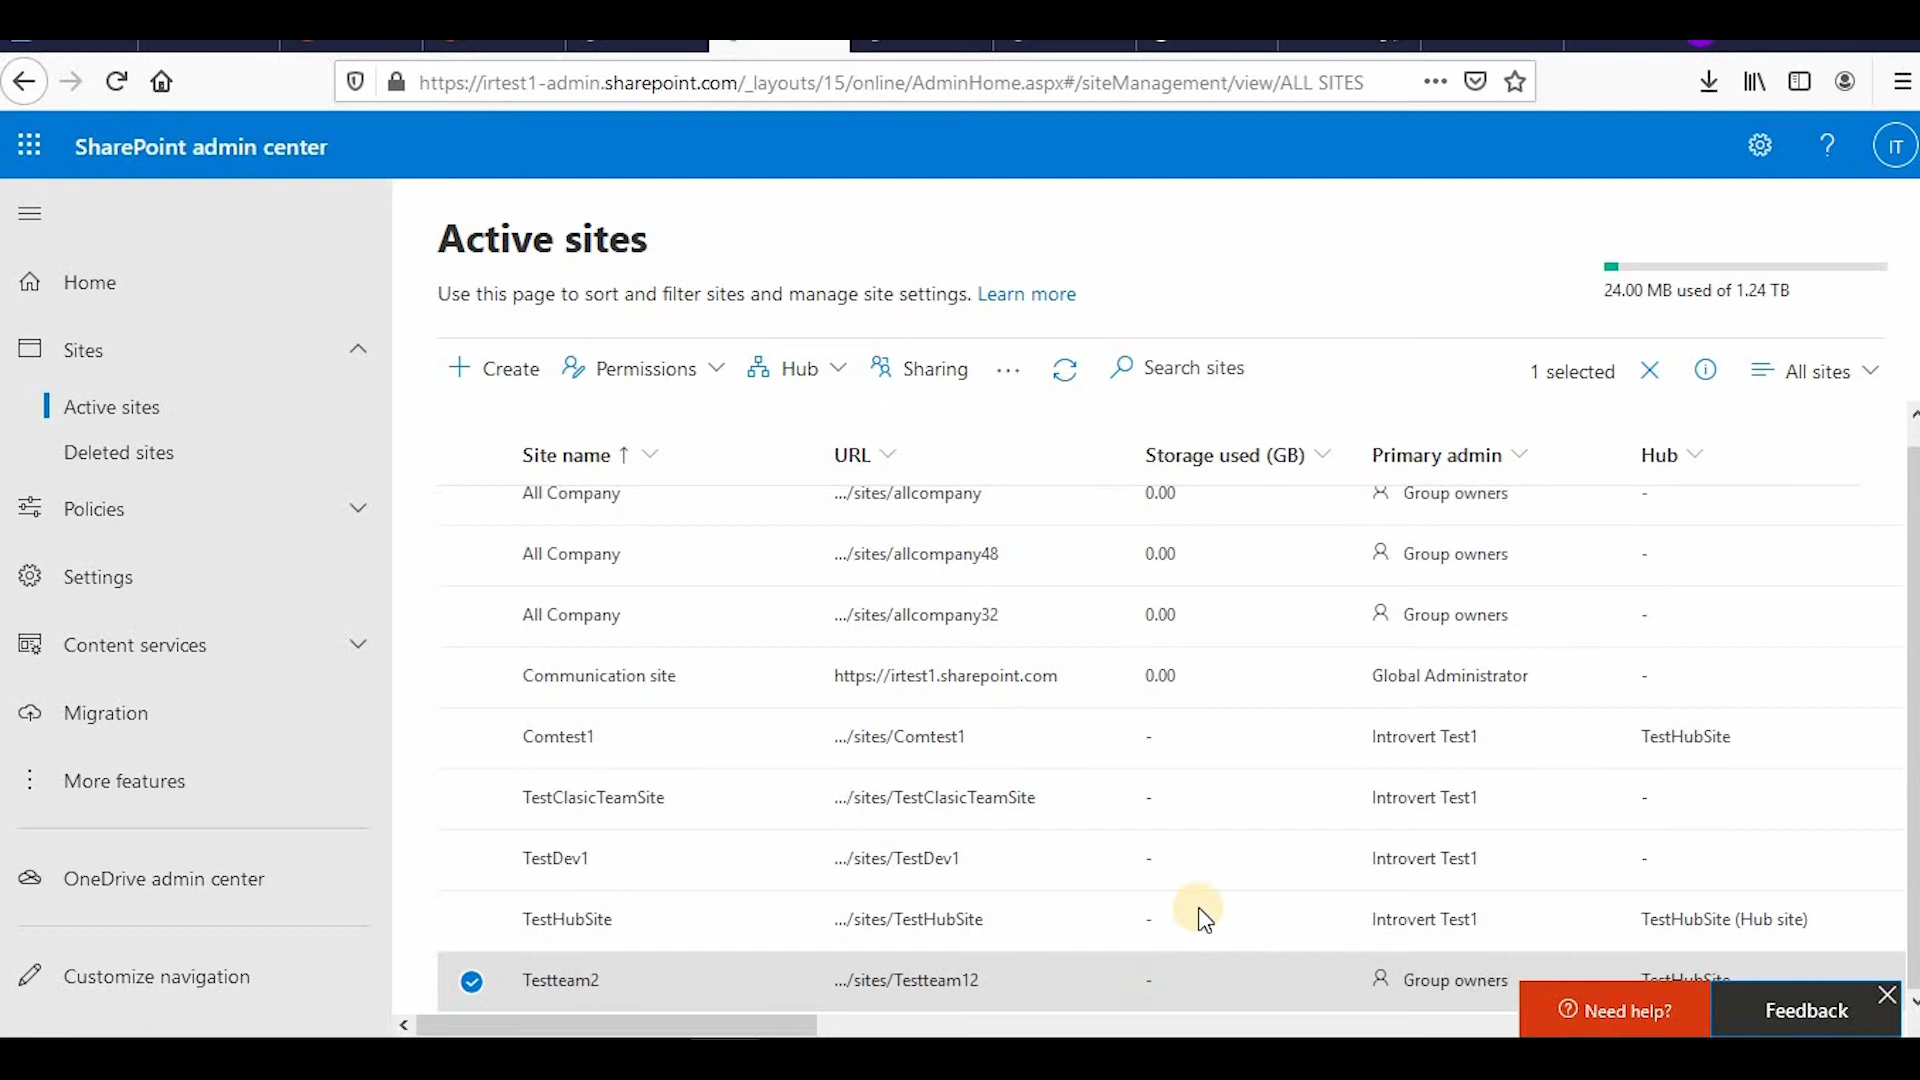 https://irtest1-admin.sharepoint.com/_layouts/15/online/AdminHome.aspx#/siteManagement/view/ALL SITES
SharePoint admin center
IT
Active sites
Use this page to sort and filter sites and manage site settings. Learn more
24.00 MB used of 1.24 TB
Create Permissions Hub Sharing Search sites 1 selected All sites
Home
Sites
Active sites
Deleted sites
Policies
Settings
Content services
Migration
More features
OneDrive admin center
Customize navigation
Site name ↑ URL Storage used (GB) Primary admin Hub
All Company .../sites/allcompany 0.00 Group owners -
All Company .../sites/allcompany48 0.00 Group owners -
All Company .../sites/allcompany32 0.00 Group owners -
Communication site https://irtest1.sharepoint.com 0.00 Global Administrator -
Comtest1 .../sites/Comtest1 - Introvert Test1 TestHubSite
TestClasicTeamSite .../sites/TestClasicTeamSite - Introvert Test1 -
TestDev1 .../sites/TestDev1 - Introvert Test1 -
TestHubSite .../sites/TestHubSite - Introvert Test1 TestHubSite (Hub site)
Testteam2 .../sites/Testteam12 - Group owners TestHubSite
Need help? Feedback